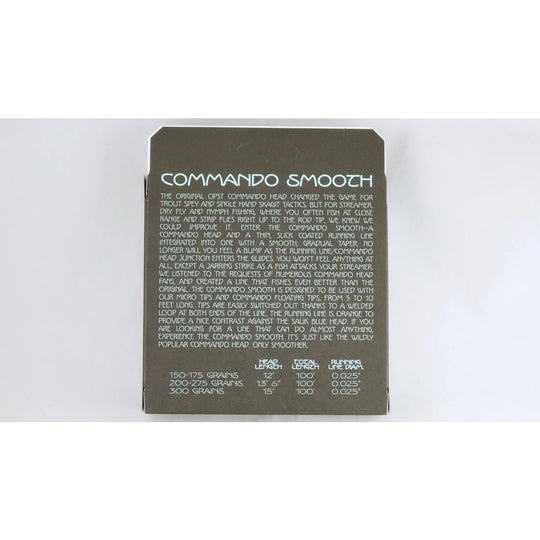 COMMANDO SMOOTH
THE ORIGINAL OPST COMMANDO HEAD CHANGED THE GAME FOR
TROUT SPEY AND SINGLE HAND SKAGIT TACTICS. BUT FOR STREAMER,
DRY FLY AND NYMPH FISHING, WHERE YOU OFTEN FISH AT CLOSE
RANGE AND STRIP FLIES RIGHT UP TO THE ROD TIP, WE KNEW WE
COULD IMPROVE IT. ENTER THE COMMANDO SMOOTH—A
COMMANDO HEAD AND A THIN, SLICK COATED RUNNING LINE
INTEGRATED INTO ONE WITH A SMOOTH, GRADUAL TAPER. NO
LONGER WILL YOU FEEL A BUMP AS THE RUNNING LINE/COMMANDO
HEAD JUNCTION ENTERS THE GUIDES. YOU WON'T FEEL ANYTHING AT
ALL, EXCEPT A JARRING STRIKE AS A FISH ATTACKS YOUR STREAMER.
WE LISTENED TO THE REQUESTS OF NUMEROUS COMMANDO HEAD
FANS, AND CREATED A LINE THAT FISHES EVEN BETTER THAN THE
ORIGINAL. THE COMMANDO SMOOTH IS DESIGNED TO BE USED WITH
OUR MICRO TIPS AND COMMANDO FLOATING TIPS, FROM 5 TO 10
FEET LONG. TIPS ARE EASILY SWITCHED OUT THANKS TO A WELDED
LOOP AT BOTH ENDS OF THE LINE. THE RUNNING LINE IS ORANGE TO
PROVIDE A NICE CONTRAST AGAINST THE SAUK BLUE HEAD. IF YOU
ARE LOOKING FOR A LINE THAT CAN DO ALMOST ANYTHING,
EXPERIENCE THE COMMANDO SMOOTH. IT'S JUST LIKE THE WILDLY
POPULAR COMMANDO HEAD, ONLY SMOOTHER.
HEAD LENGTH TOTAL LENGTH RUNNING LINE DIAM.
150-175 GRAINS 12' 100' 0.025"
200-275 GRAINS 13' 6" 100' 0.025"
300 GRAINS 15' 100' 0.025"